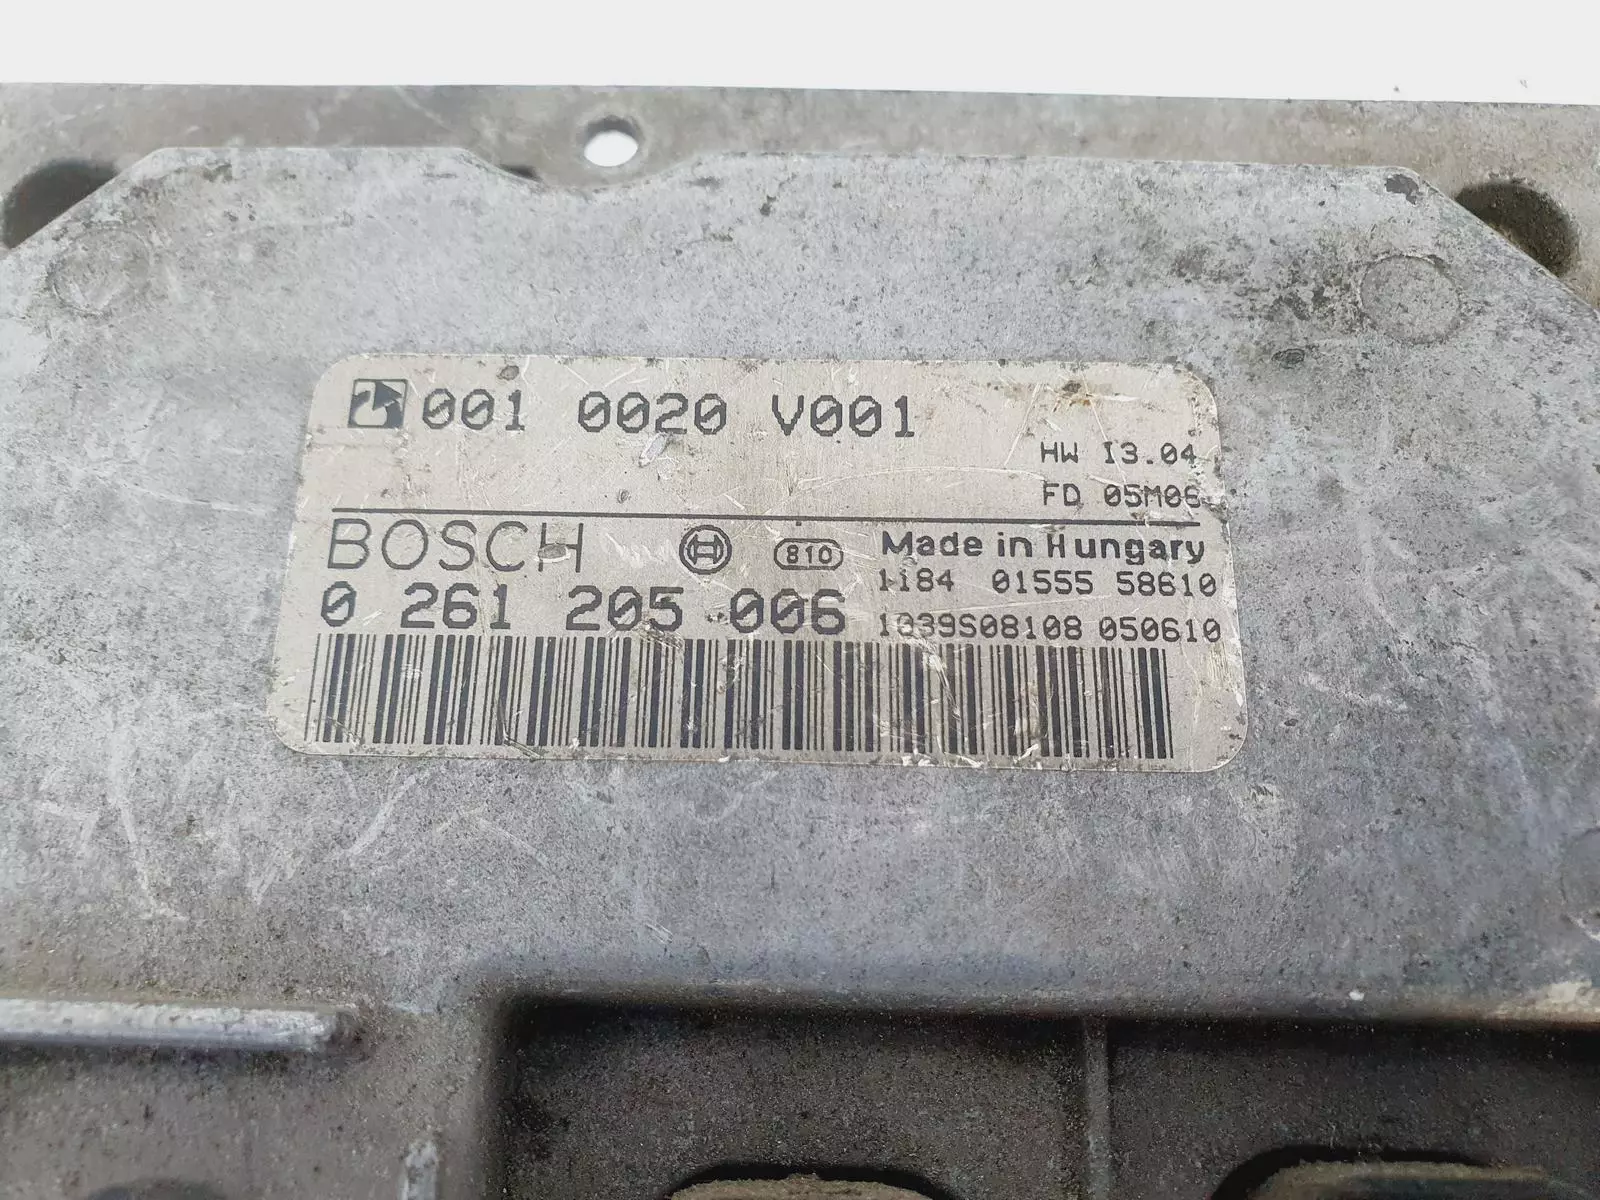 001 0020 V001
HW I3.04
FD 05M06
BOSCH
810
Made in Hungary
0 261 205 006
1184 01555 58610
1039S08108 050610